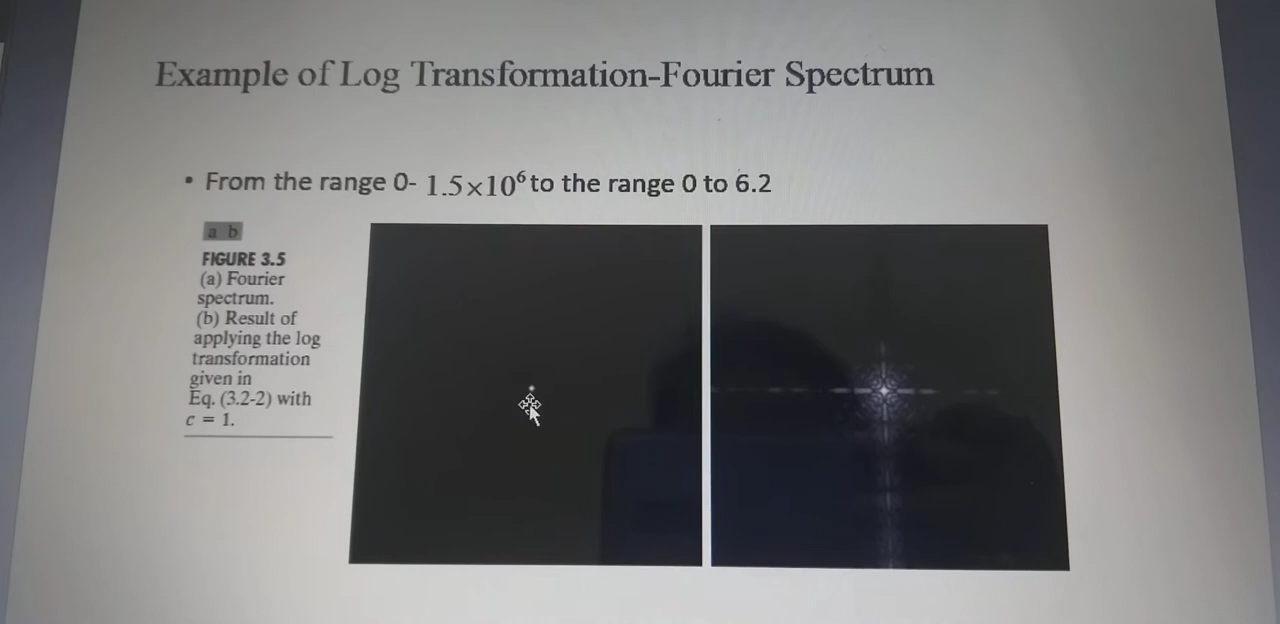 Example of Log Transformation-Fourier Spectrum
• From the range 0- 1.5×10⁶ to the range 0 to 6.2
a b
FIGURE 3.5
(a) Fourier
spectrum.
(b) Result of
applying the log
transformation
given in
Eq. (3.2-2) with
c = 1.